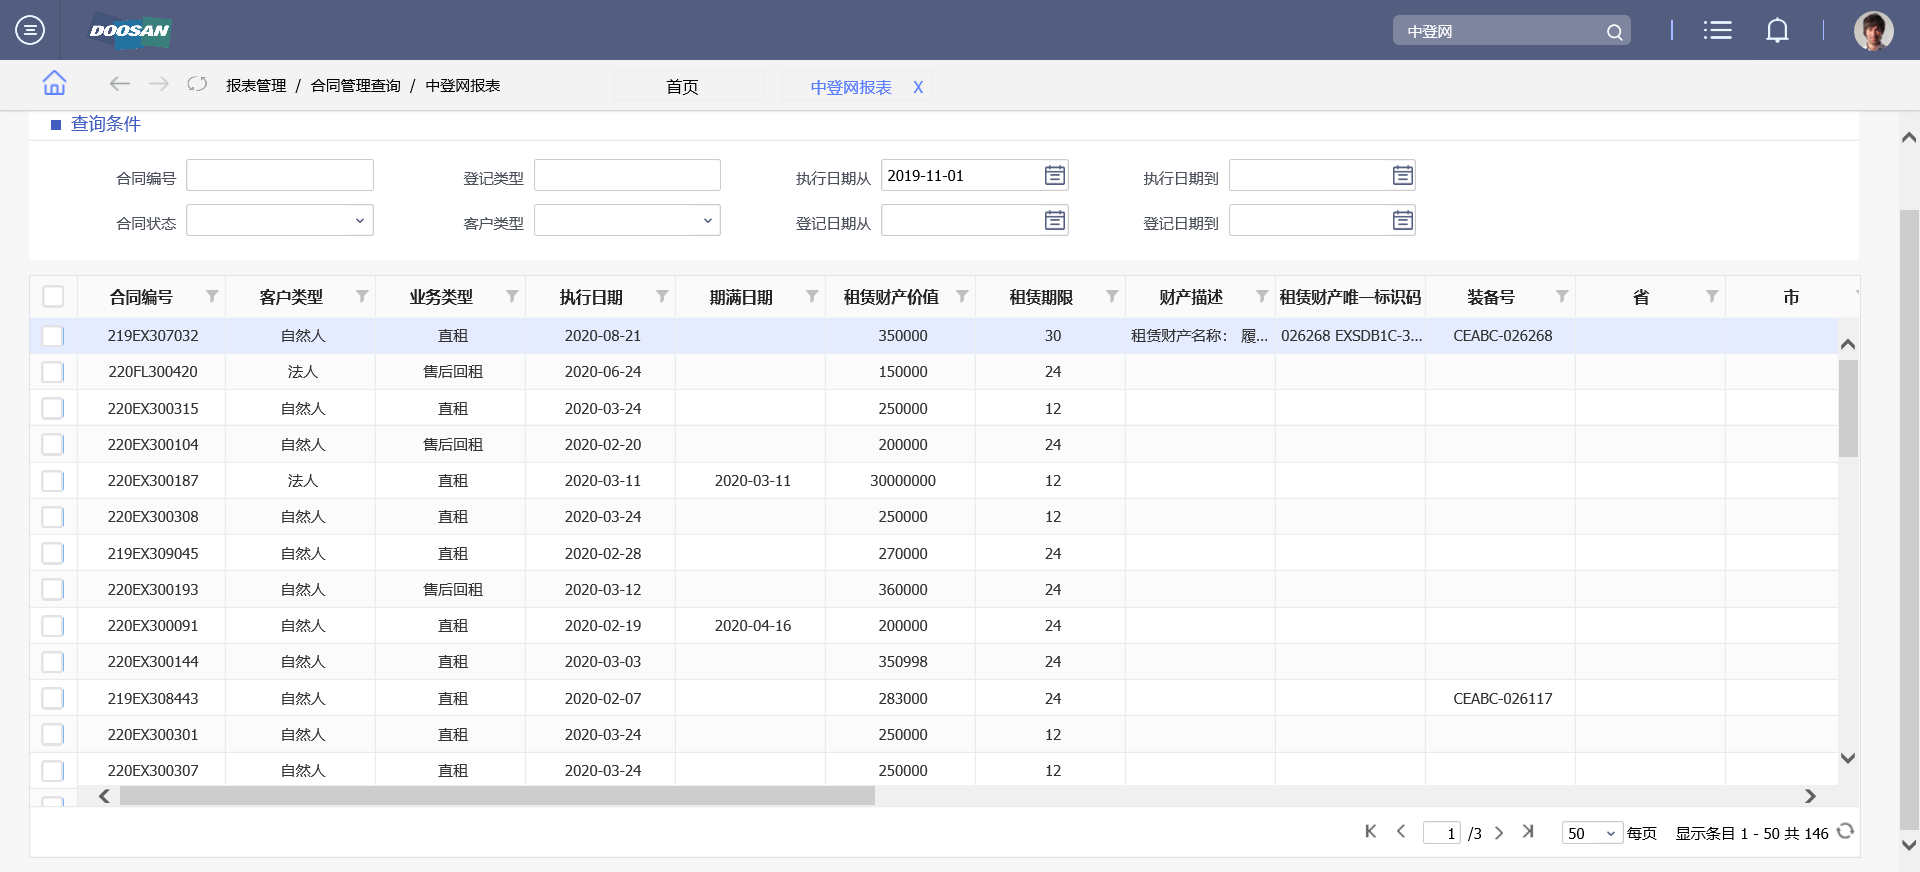 DOOSAN 中登网
报表管理 / 合同管理查询 / 中登网报表 首页 中登网报表 X
查询条件
合同编号 登记类型 执行日期从 2019-11-01 执行日期到
合同状态 客户类型 登记日期从 登记日期到
合同编号 客户类型 业务类型 执行日期 期满日期 租赁财产价值 租赁期限 财产描述 租赁财产唯一标识码 装备号 省 市
219EX307032 自然人 直租 2020-08-21 350000 30 租赁财产名称： 履... 026268 EXSDB1C-3... CEABC-026268
220FL300420 法人 售后回租 2020-06-24 150000 24
220EX300315 自然人 直租 2020-03-24 250000 12
220EX300104 自然人 售后回租 2020-02-20 200000 24
220EX300187 法人 直租 2020-03-11 2020-03-11 30000000 12
220EX300308 自然人 直租 2020-03-24 250000 12
219EX309045 自然人 直租 2020-02-28 270000 24
220EX300193 自然人 售后回租 2020-03-12 360000 24
220EX300091 自然人 直租 2020-02-19 2020-04-16 200000 24
220EX300144 自然人 直租 2020-03-03 350998 24
219EX308443 自然人 直租 2020-02-07 283000 24 CEABC-026117
220EX300301 自然人 直租 2020-03-24 250000 12
220EX300307 自然人 直租 2020-03-24 250000 12
1 /3 50 每页 显示条目 1 - 50 共 146